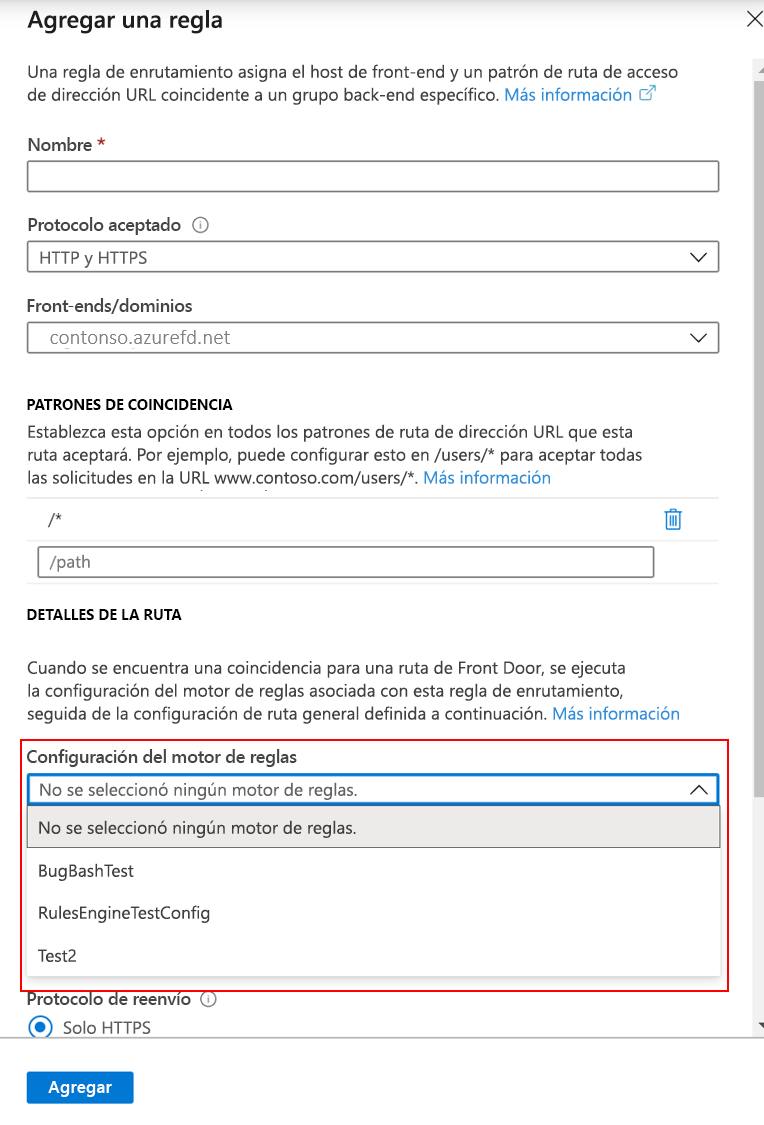 Agregar una regla
Una regla de enrutamiento asigna el host de front-end y un patrón de ruta de acceso
de dirección URL coincidente a un grupo back-end específico. Más información
Nombre *
Protocolo aceptado
HTTP y HTTPS
Front-ends/dominios
contonso.azurefd.net
PATRONES DE COINCIDENCIA
Establezca esta opción en todos los patrones de ruta de dirección URL que esta
ruta aceptará. Por ejemplo, puede configurar esto en /users/* para aceptar todas
las solicitudes en la URL www.contoso.com/users/*. Más información
/*
/path
DETALLES DE LA RUTA
Cuando se encuentra una coincidencia para una ruta de Front Door, se ejecuta
la configuración del motor de reglas asociada con esta regla de enrutamiento,
seguida de la configuración de ruta general definida a continuación. Más información
Configuración del motor de reglas
No se seleccionó ningún motor de reglas.
No se seleccionó ningún motor de reglas.
BugBashTest
RulesEngineTestConfig
Test2
Protocolo de reenvío
Solo HTTPS
Agregar